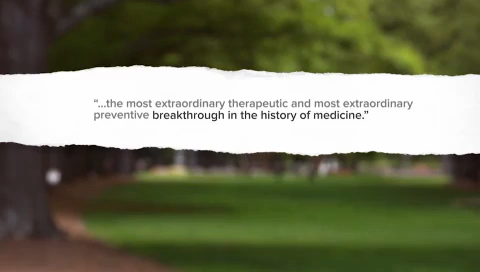 “...the most extraordinary therapeutic and most extraordinary
preventive breakthrough in the history of medicine.”